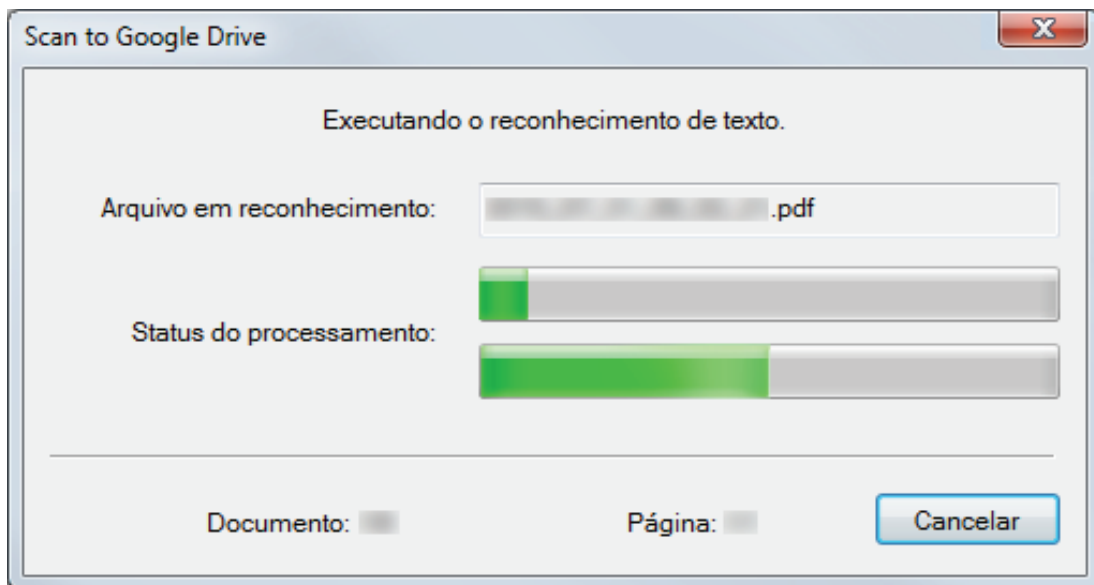 Scan to Google Drive
Executando o reconhecimento de texto.
Arquivo em reconhecimento: .pdf
Status do processamento:
Documento:
Página:
Cancelar